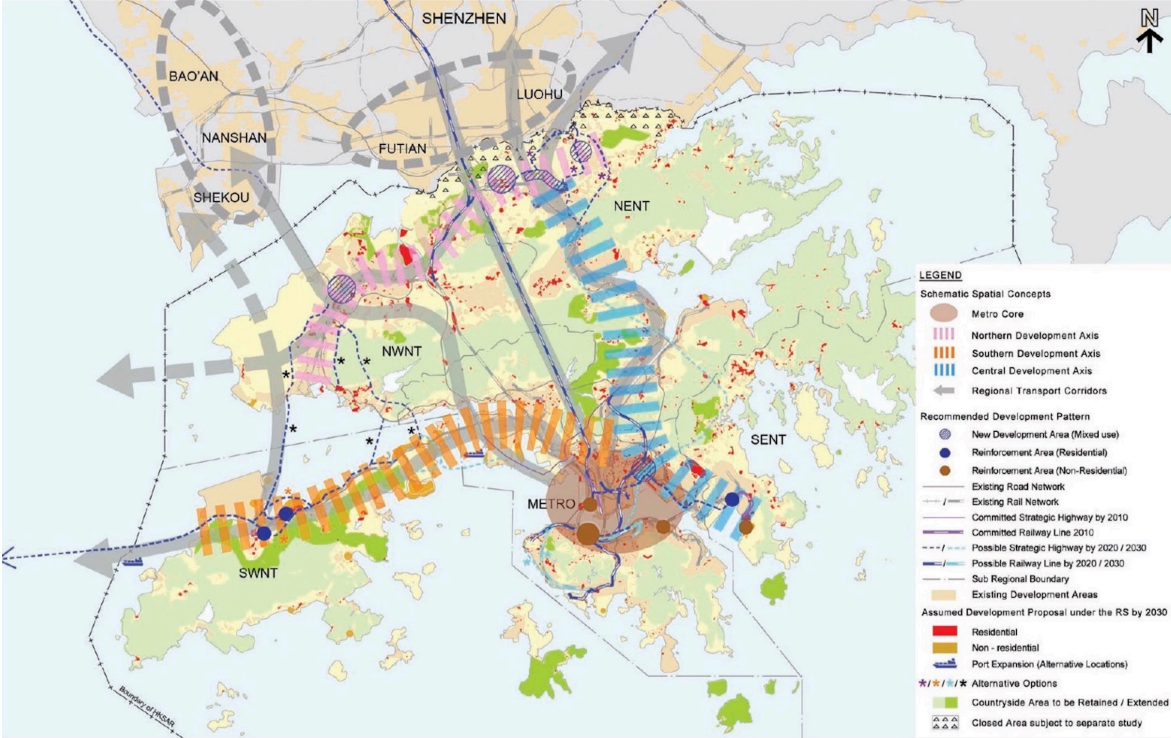 SHENZHEN
N
BAO'AN
LUOHU
NANSHAN
FUTIAN
SHEKOU
NENT
NWNT
SENT
METRO
SWNT
Boundary of HKSAR
LEGEND
Schematic Spatial Concepts
Metro Core
Northern Development Axis
Southern Development Axis
Central Development Axis
Regional Transport Corridors
Recommended Development Pattern
New Development Area (Mixed use)
Reinforcement Area (Residential)
Reinforcement Area (Non-Residential)
Existing Road Network
Existing Rail Network
Committed Strategic Highway by 2010
Committed Railway Line 2010
Possible Strategic Highway by 2020 / 2030
Possible Railway Line by 2020 / 2030
Sub Regional Boundary
Existing Development Areas
Assumed Development Proposal under the RS by 2030
Residential
Non - residential
Port Expansion (Alternative Locations)
*/*/*/* Alternative Options
Countryside Area to be Retained / Extended
Closed Area subject to separate study